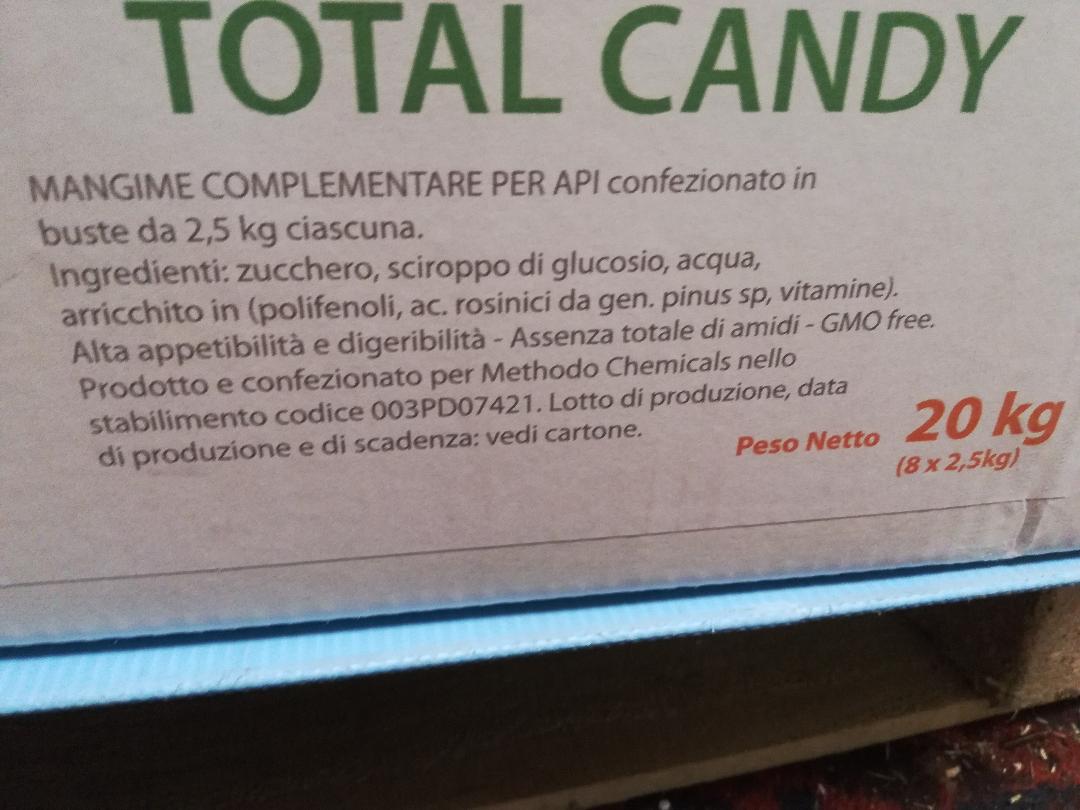 TOTAL CANDY
MANGIME COMPLEMENTARE PER API confezionato in
buste da 2,5 kg ciascuna.
Ingredienti: zucchero, sciroppo di glucosio, acqua,
arricchito in (polifenoli, ac. rosinici da gen. pinus sp, vitamine).
Alta appetibilità e digeribilità - Assenza totale di amidi - GMO free.
Prodotto e confezionato per Methodo Chemicals nello
stabilimento codice 003PD07421. Lotto di produzione, data
di produzione e di scadenza: vedi cartone.
Peso Netto 20 kg
(8 x 2,5kg)